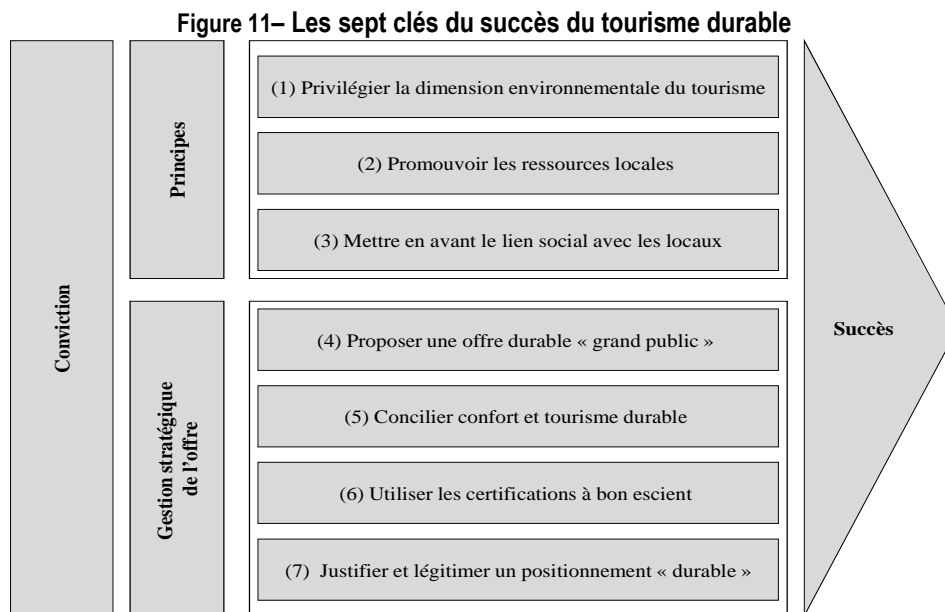 Figure 11– Les sept clés du succès du tourisme durable
Conviction
Principes
(1) Privilégier la dimension environnementale du tourisme
(2) Promouvoir les ressources locales
(3) Mettre en avant le lien social avec les locaux
Gestion stratégique
de l’offre
(4) Proposer une offre durable « grand public »
(5) Concilier confort et tourisme durable
(6) Utiliser les certifications à bon escient
(7) Justifier et légitimer un positionnement « durable »
Succès